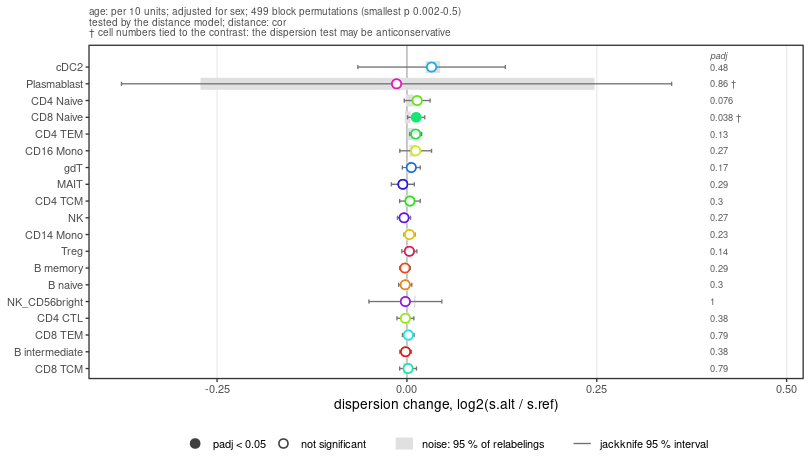 age: per 10 units; adjusted for sex; 499 block permutations (smallest p 0.002-0.5)
tested by the distance model; distance: cor
† cell numbers tied to the contrast: the dispersion test may be anticonservative
padj
cDC2 0.48
Plasmablast 0.86 †
CD4 Naive 0.076
CD8 Naive 0.038 †
CD4 TEM 0.13
CD16 Mono 0.27
gdT 0.17
MAIT 0.29
CD4 TCM 0.3
NK 0.27
CD14 Mono 0.23
Treg 0.14
B memory 0.29
B naive 0.3
NK_CD56bright 1
CD4 CTL 0.38
CD8 TEM 0.79
B intermediate 0.38
CD8 TCM 0.79
-0.25 0.00 0.25 0.50
dispersion change, log2(s.alt / s.ref)
padj < 0.05 not significant noise: 95 % of relabelings jackknife 95 % interval